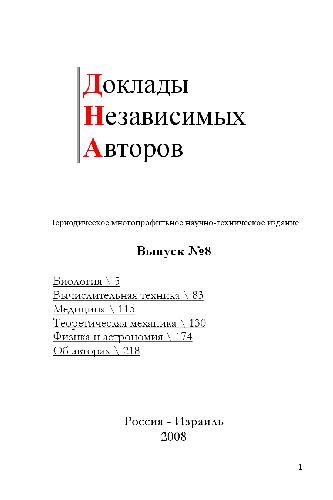 Доклады
Независимых
Авторов
Периодическое многопрофильное научно-техническое издание
Выпуск №8
Биология \ 5
Вычислительная техника \ 83
Медицина \ 115
Теоретическая механика \ 130
Физика и астрономия \ 174
Об авторах \ 218
Россия - Израиль
2008
1